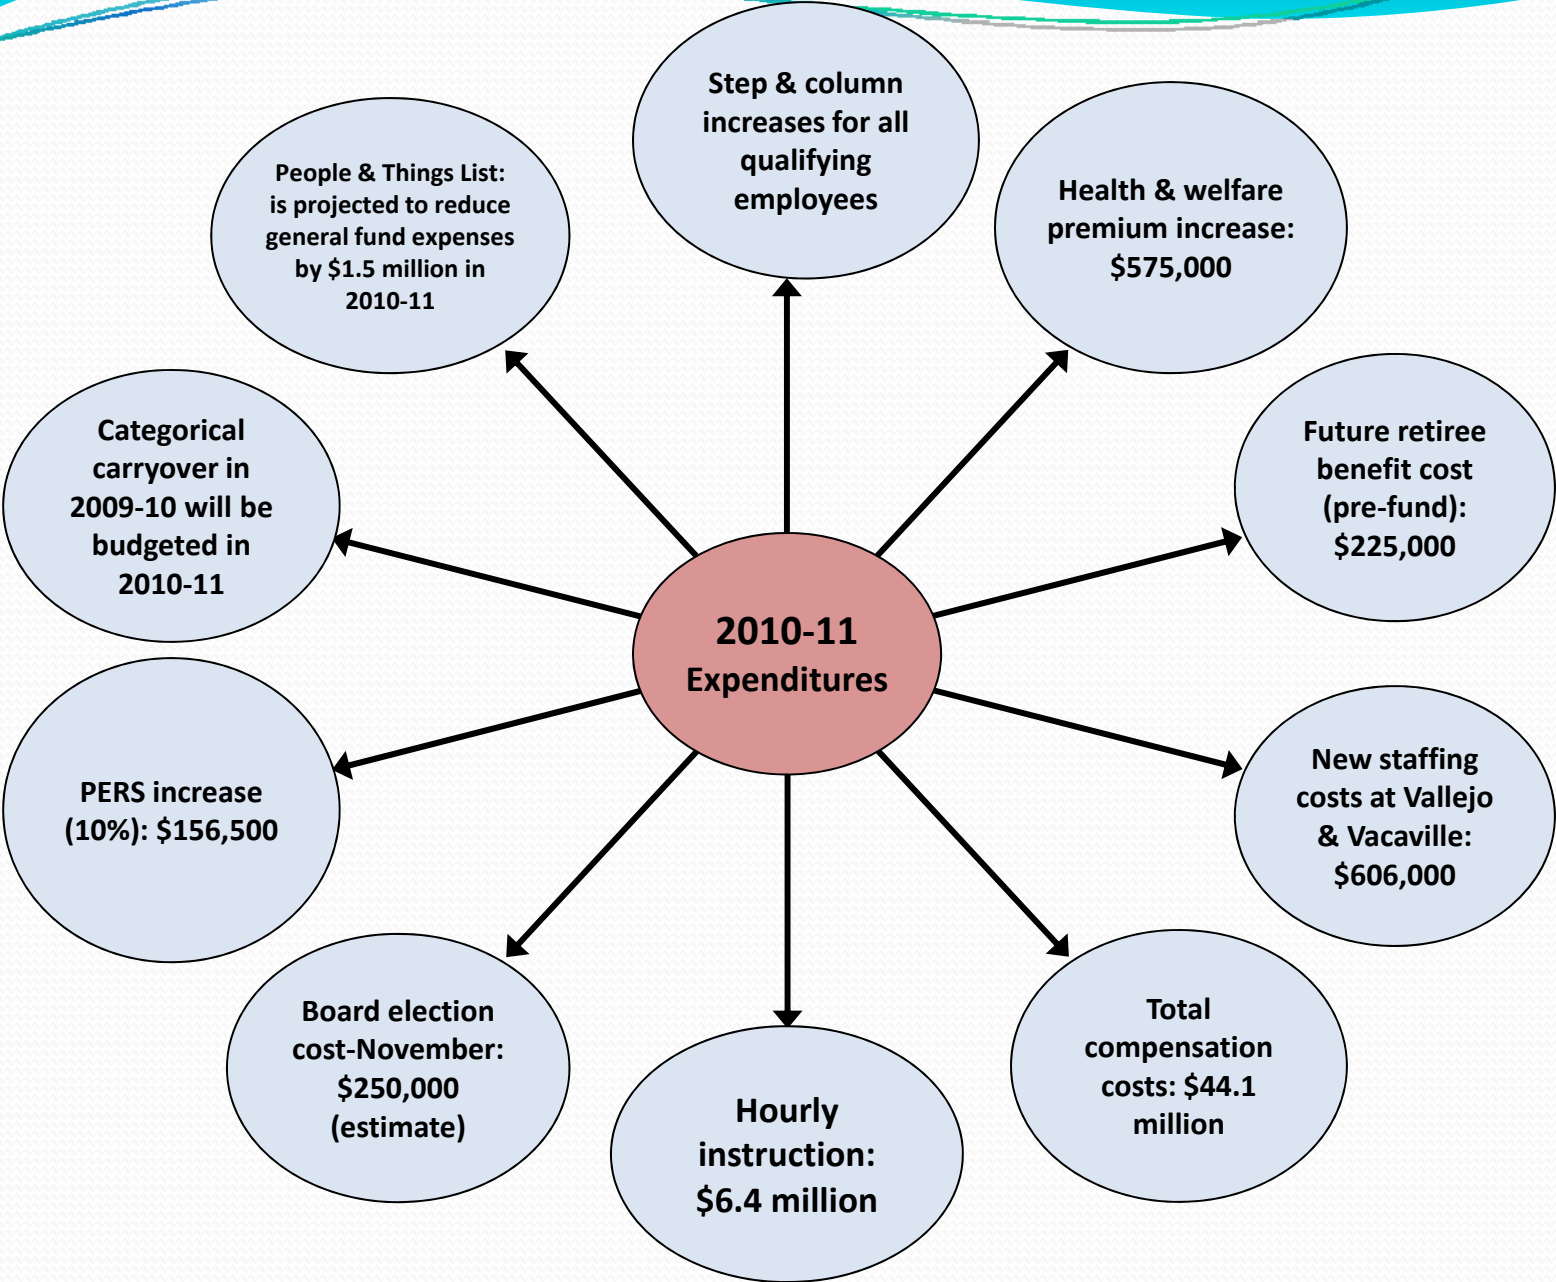 Step & column
increases for all
qualifying
employees
Health & welfare
premium increase:
$575,000
Future retiree
benefit cost
(pre-fund):
$225,000
New staffing
costs at Vallejo
& Vacaville:
$606,000
Total
compensation
costs: $44.1
million
Hourly
instruction:
$6.4 million
Board election
cost-November:
$250,000
(estimate)
PERS increase
(10%): $156,500
Categorical
carryover in
2009-10 will be
budgeted in
2010-11
People & Things List:
is projected to reduce
general fund expenses
by $1.5 million in
2010-11
2010-11
Expenditures